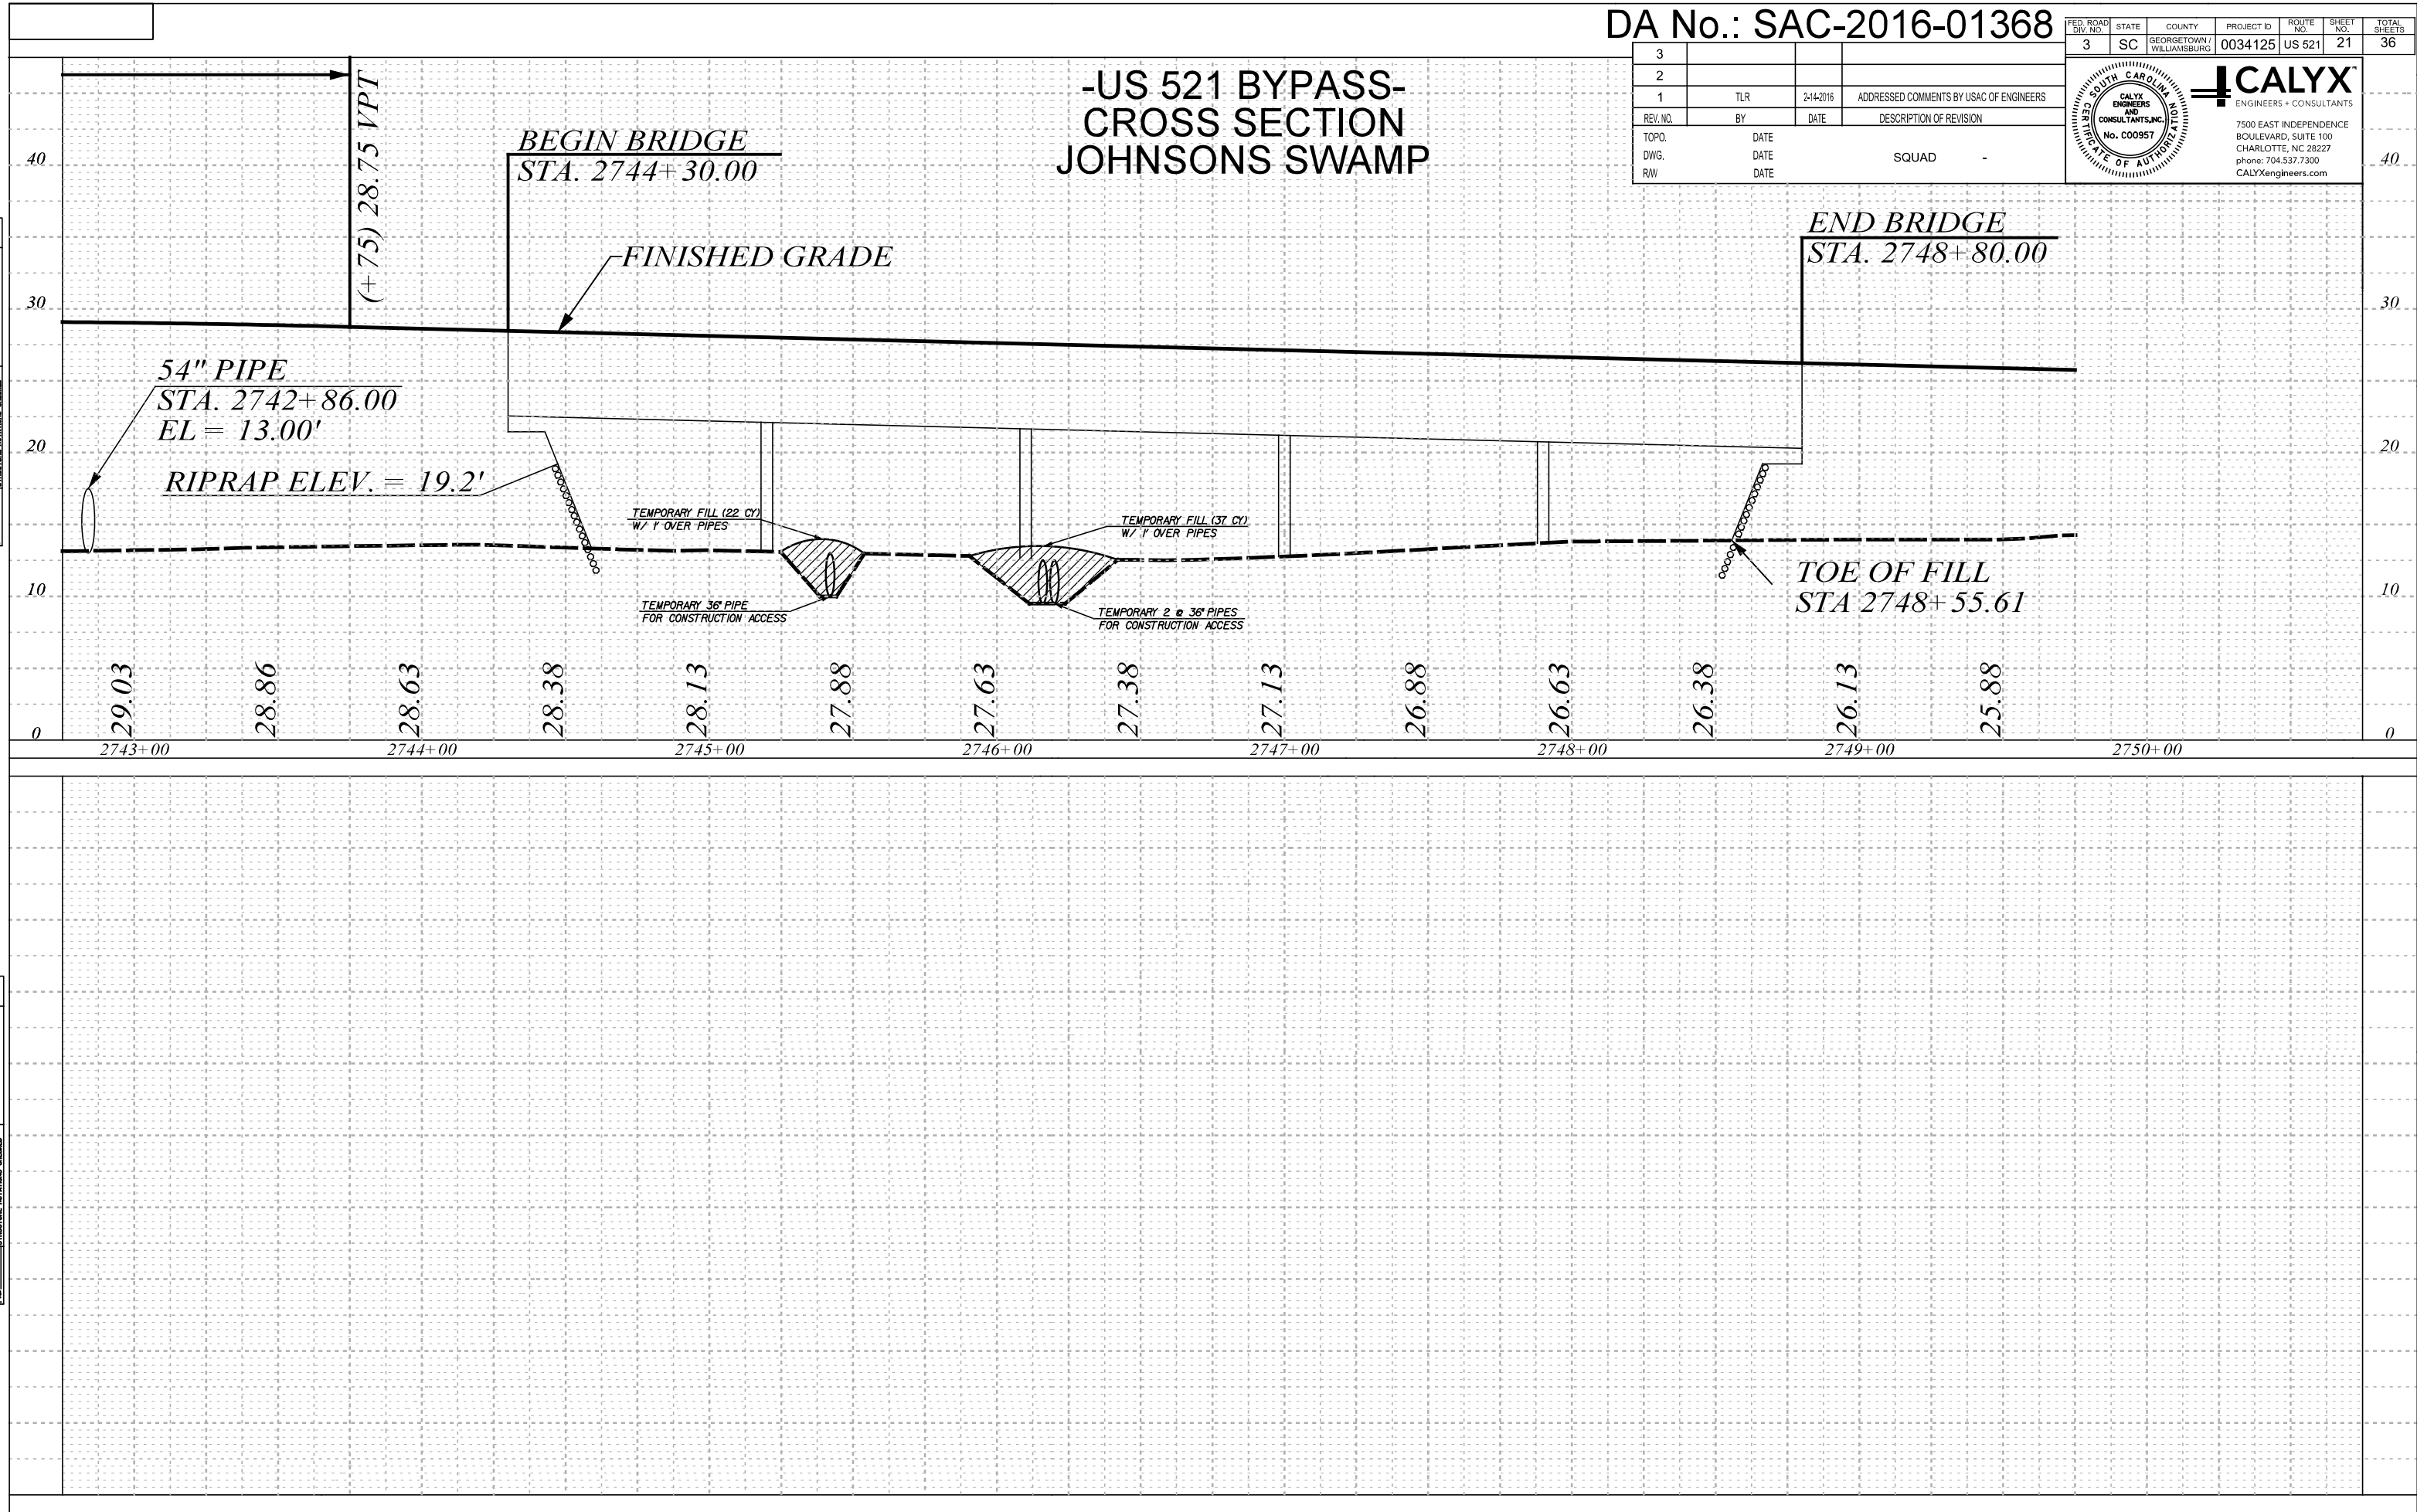 DA No.: SAC-2016-01368
FED. ROAD DIV. NO. STATE COUNTY PROJECT ID ROUTE NO. SHEET NO. TOTAL SHEETS
3 SC GEORGETOWN / WILLIAMSBURG 0034125 US 521 21 36
3
2
1 TLR 2-14-2016 ADDRESSED COMMENTS BY USAC OF ENGINEERS
REV. NO. BY DATE DESCRIPTION OF REVISION
TOPO. DATE
DWG. DATE SQUAD -
R/W DATE
SOUTH CAROLINA
CALYX
ENGINEERS
AND
CONSULTANTS,INC.
No. C00957
CERTIFICATE OF AUTHORIZATION
CALYX
ENGINEERS + CONSULTANTS
7500 EAST INDEPENDENCE
BOULEVARD, SUITE 100
CHARLOTTE, NC 28227
phone: 704.537.7300
CALYXengineers.com
-US 521 BYPASS-
CROSS SECTION
JOHNSONS SWAMP
(+75) 28.75 VPT
BEGIN BRIDGE
STA. 2744+30.00
FINISHED GRADE
END BRIDGE
STA. 2748+80.00
40 40
30 30
20 20
10 10
0 0
54" PIPE
STA. 2742+86.00
EL = 13.00'
RIPRAP ELEV. = 19.2'
TEMPORARY FILL (22 CY)
W/ 1' OVER PIPES
TEMPORARY FILL (37 CY)
W/ 1' OVER PIPES
TEMPORARY 36" PIPE
FOR CONSTRUCTION ACCESS
TEMPORARY 2 @ 36" PIPES
FOR CONSTRUCTION ACCESS
TOE OF FILL
STA 2748+55.61
29.03 28.86 28.63 28.38 28.13 27.88 27.63 27.38 27.13 26.88 26.63 26.38 26.13 25.88
2743+00 2744+00 2745+00 2746+00 2747+00 2748+00 2749+00 2750+00